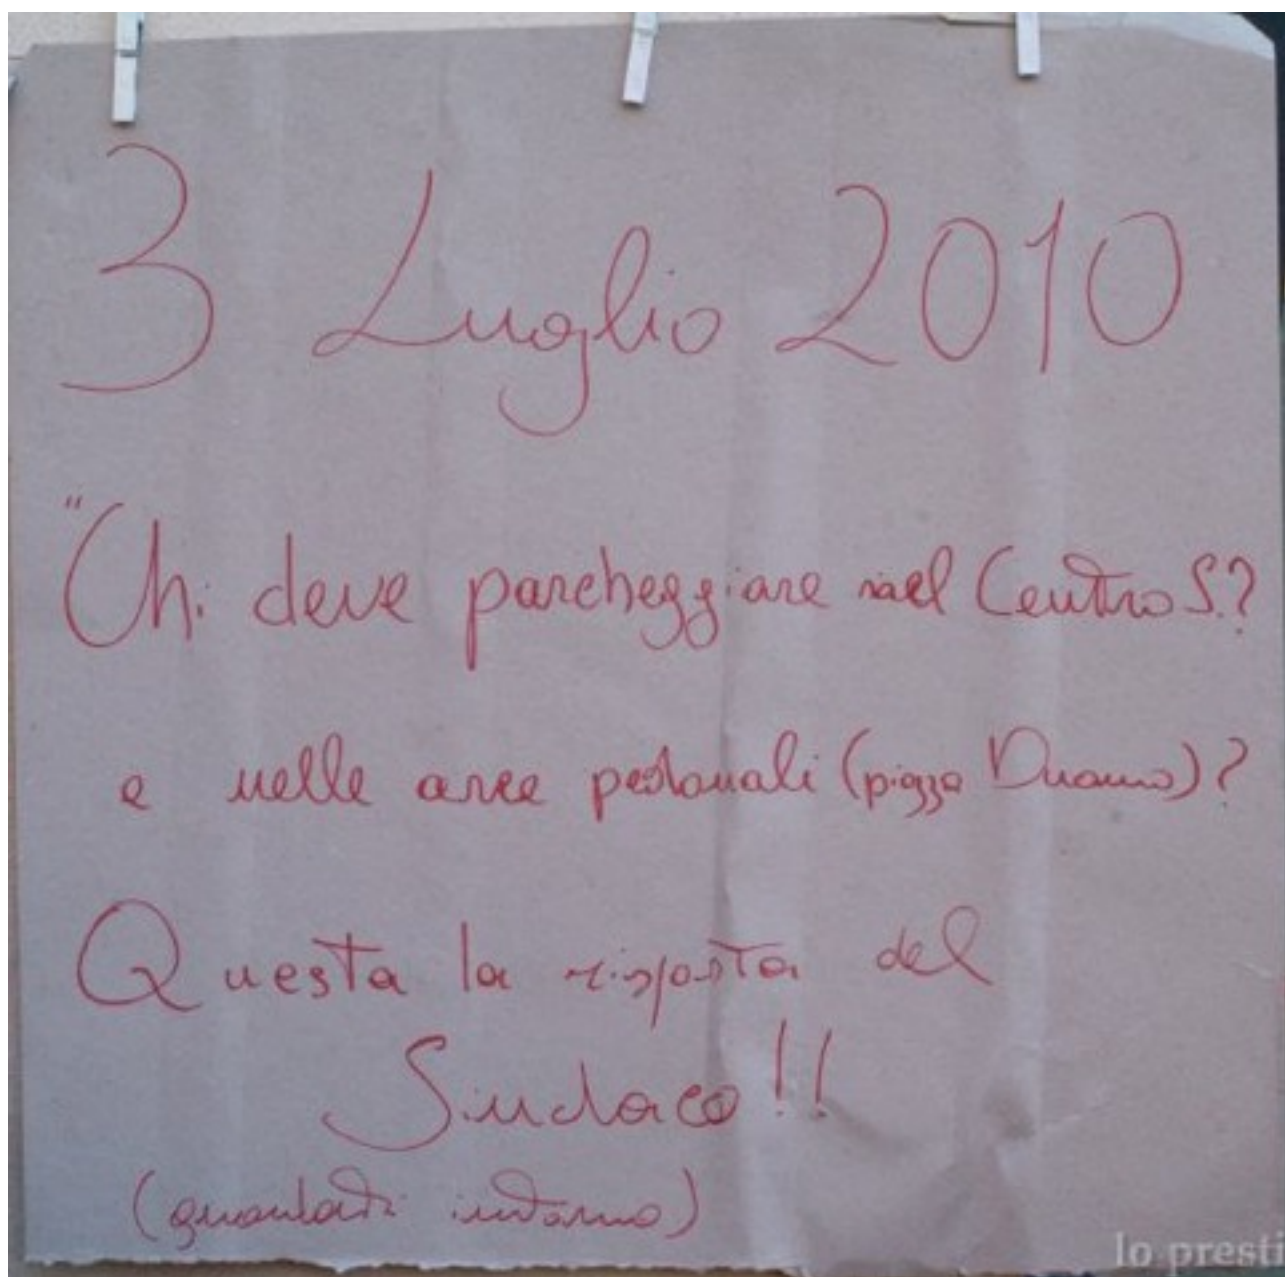 3 Luglio 2010
"Chi deve parcheggiare nel Centro S.?
e nelle aree pedonali (piazza Duomo)?
Questa la risposta del
Sindaco!!
(guardati intorno)
lo presti